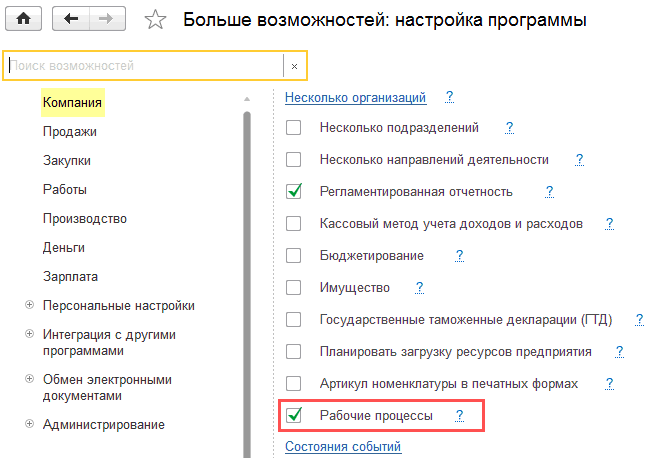 Больше возможностей: настройка программы
Поиск возможностей ×
Компания
Продажи
Закупки
Работы
Производство
Деньги
Зарплата
Персональные настройки
Интеграция с другими
программами
Обмен электронными
документами
Администрирование
Несколько организаций ?
Несколько подразделений ?
Несколько направлений деятельности ?
Регламентированная отчетность ?
Кассовый метод учета доходов и расходов ?
Бюджетирование ?
Имущество ?
Государственные таможенные декларации (ГТД) ?
Планировать загрузку ресурсов предприятия ?
Артикул номенклатуры в печатных формах ?
Рабочие процессы ?
Состояния событий